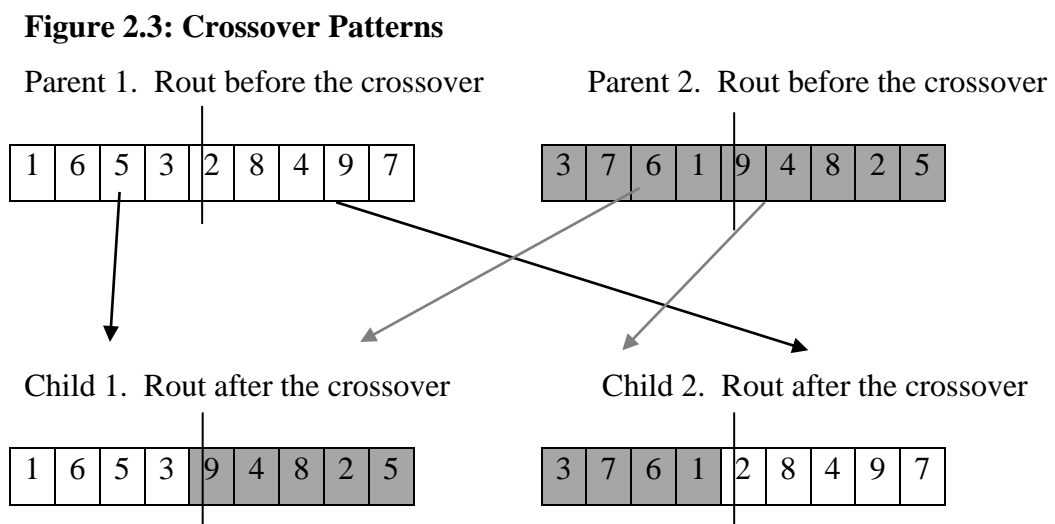 Figure 2.3: Crossover Patterns
Parent 1. Rout before the crossover
Parent 2. Rout before the crossover
1 6 5 3 2 8 4 9 7
3 7 6 1 9 4 8 2 5
Child 1. Rout after the crossover
Child 2. Rout after the crossover
1 6 5 3 9 4 8 2 5
3 7 6 1 2 8 4 9 7